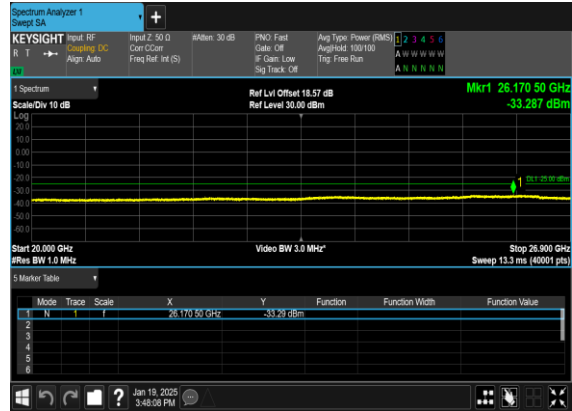 Spectrum Analyzer 1
Swept SA
+
KEYSIGHT Input: RF Input Z: 50 Ω #Atten: 30 dB PNO: Fast Avg Type: Power (RMS) 1 2 3 4 5 6
R T Coupling: DC Corr CCorr Gate: Off Avg|Hold: 100/100 A W W W W W
Align: Auto Freq Ref: Int (S) IF Gain: Low Trig: Free Run
Sig Track: Off A N N N N N
1 Spectrum
Ref Lvl Offset 18.57 dB Mkr1 26.170 50 GHz
Scale/Div 10 dB Ref Level 30.00 dBm -33.287 dBm
Log
20.0
10.0
0.00
-10.0
-20.0
1 DL1 -25.00 dBm
-30.0
-40.0
-50.0
-60.0
Start 20.000 GHz Video BW 3.0 MHz* Stop 26.900 GHz
#Res BW 1.0 MHz Sweep 13.3 ms (40001 pts)
5 Marker Table
Mode Trace Scale X Y Function Function Width Function Value
1 N 1 f 26.170 50 GHz -33.29 dBm
2
3
4
5
6
? Jan 19, 2025
3:48:08 PM